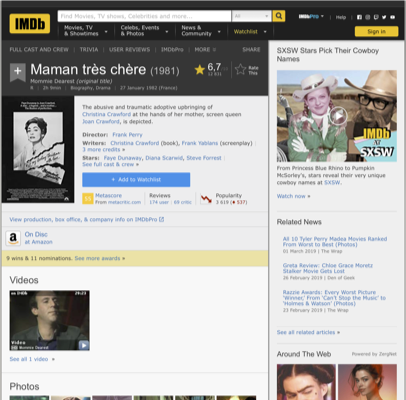 IMDb
Find Movies, TV shows, Celebrities and more...
All
IMDbPro
Help
Movies, TV & Showtimes
Celebs, Events & Photos
News & Community
Watchlist
Sign in
FULL CAST AND CREW | TRIVIA | USER REVIEWS | IMDbPro | MORE
SHARE
Maman très chère (1981)
Mommie Dearest (original title)
2h 9min | Biography, Drama | 27 January 1982 (France)
6,7
Rate This
The abusive and traumatic adoptive upbringing of
Christina Crawford at the hands of her mother, screen queen
Joan Crawford, is depicted.
Director: Frank Perry
Writers: Christina Crawford (book), Frank Yablans (screenplay) |
3 more credits »
Stars: Faye Dunaway, Diana Scarwid, Steve Forrest |
See full cast & crew »
+ Add to Watchlist
Metascore
From metacritic.com
Reviews
174 user
Popularity
3 619
View production, box office, & company info on IMDbPro
On Disc
at Amazon
9 wins & 11 nominations. See more awards »
Videos
Video
Mommie Dearest
See all 1 video »
Photos
SXSW Stars Pick Their Cowboy
Names
IMDb
AT
SXSW
From Princess Blue Rhino to Pumpkin
McSorley's, stars reveal their very unique
cowboy names at SXSW.
Watch now »
Related News
All 10 Tyler Perry Madea Movies Ranked
From Worst to Best (Photos)
01 March 2019 | The Wrap
Greta Review: Chloe Grace Moretz
Stalker Movie Gets Lost
26 February 2019 | Den of Geek
Razzie Awards: Every Worst Picture
'Winner,' From 'Can't Stop the Music' to
'Holmes & Watson' (Photos)
23 February 2019 | The Wrap
See all related articles »
Around The Web
Powered by ZergNet